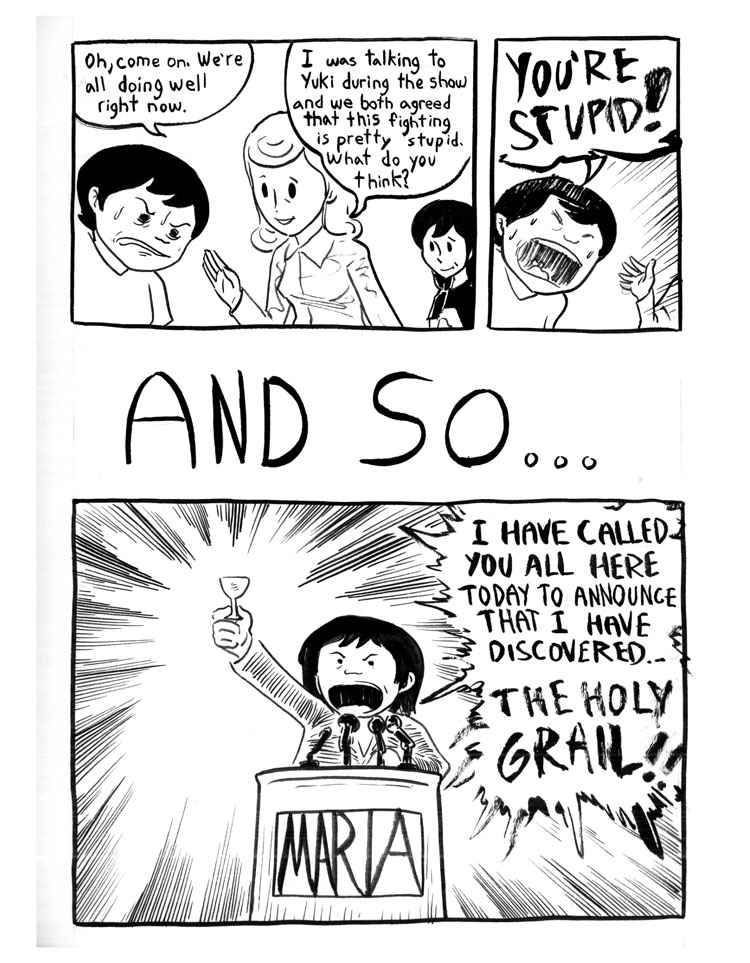 Oh, come on. We're
all doing well
right now.
I was talking to
Yuki during the show
and we both agreed
that this fighting
is pretty stupid.
What do you
think?
YOU'RE
STUPID!
AND SO...
I HAVE CALLED
YOU ALL HERE
TODAY TO ANNOUNCE
THAT I HAVE
DISCOVERED...
THE HOLY
GRAIL!!
MARIA